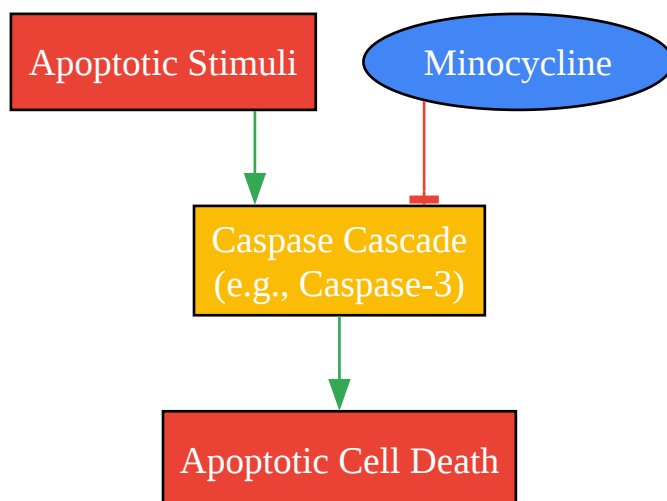 Apoptotic Stimuli
Minocycline
Caspase Cascade
(e.g., Caspase-3)
Apoptotic Cell Death